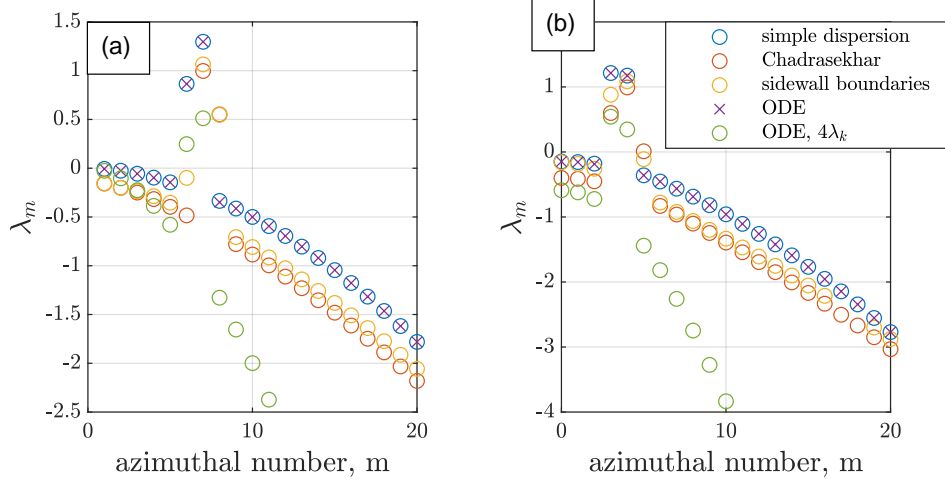 (a)
1.5
1
0.5
0
-0.5
-1
-1.5
-2
-2.5
0
10
20
λm
azimuthal number, m
(b)
simple dispersion
Chadrasekhar
sidewall boundaries
ODE
ODE, 4λk
1
0
-1
-2
-3
-4
0
10
20
λm
azimuthal number, m